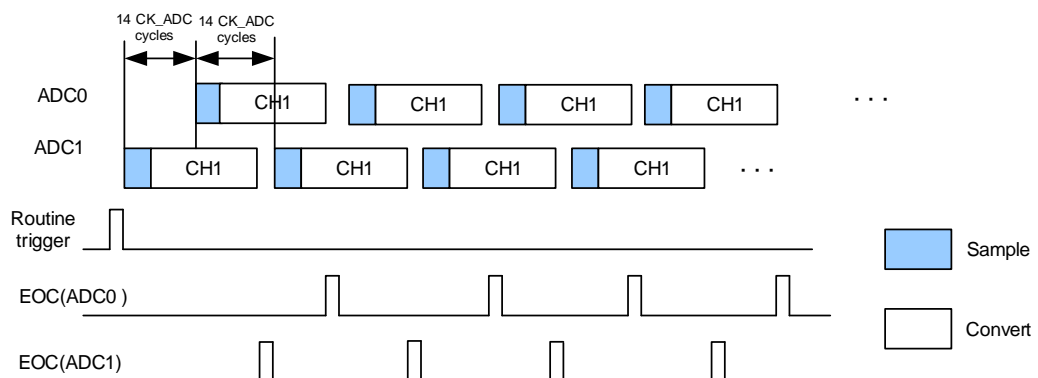 14 CK_ADC cycles
14 CK_ADC cycles
ADC0
CH1 CH1 CH1 CH1 . . .
ADC1
CH1 CH1 CH1 CH1 . . .
Routine
trigger
Sample
EOC(ADC0 )
Convert
EOC(ADC1)